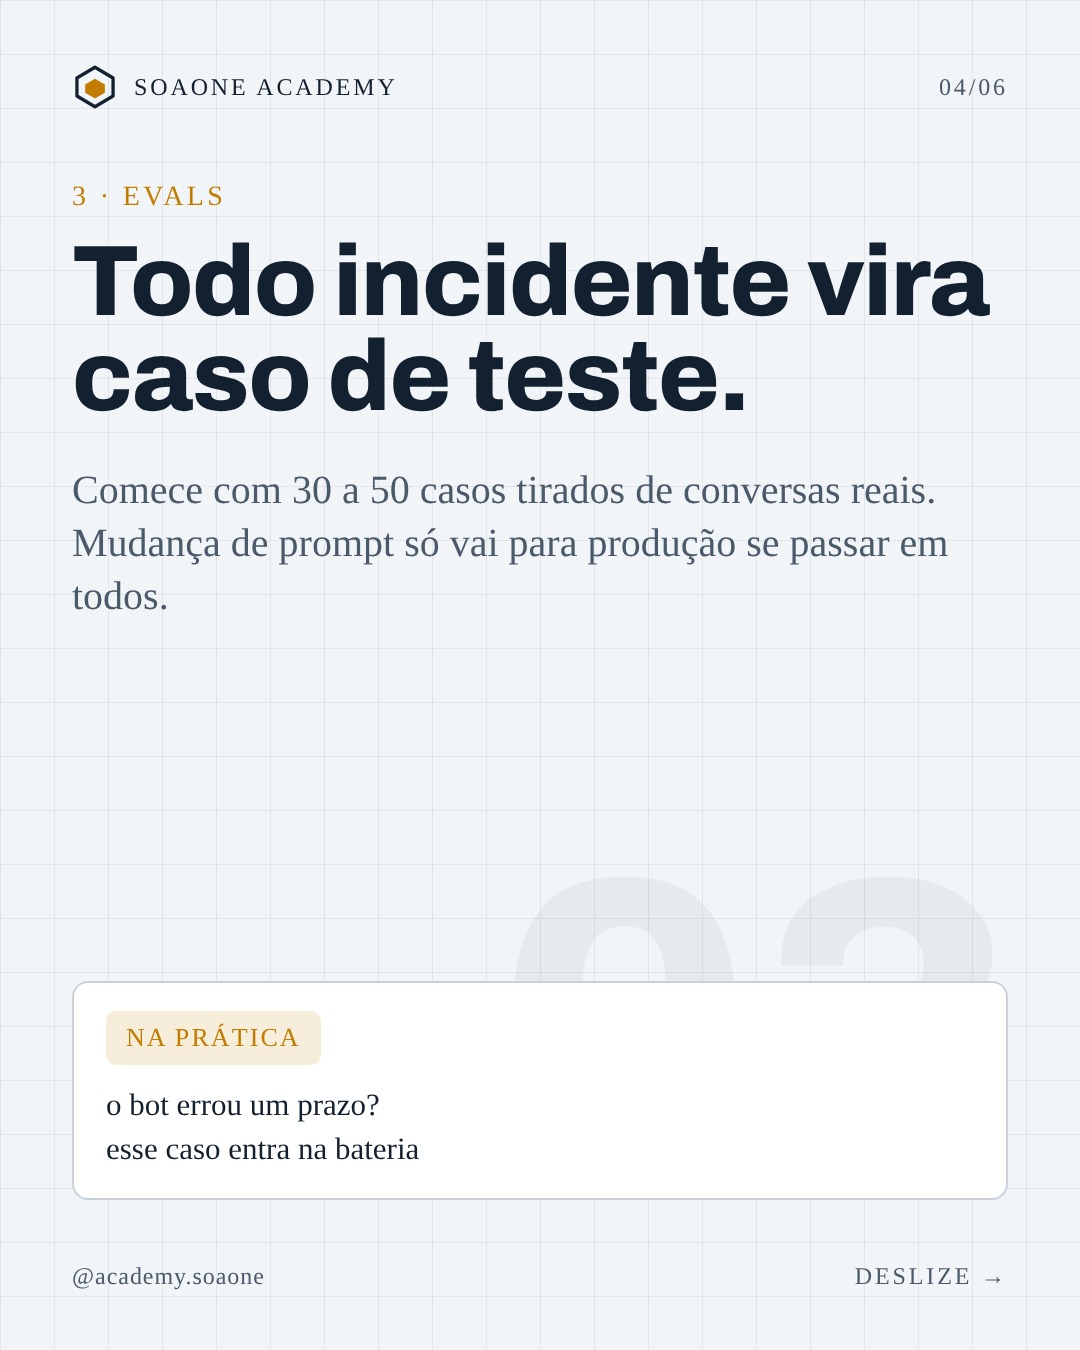 SOAONE ACADEMY
04/06
3 · EVALS
Todo incidente vira
caso de teste.
Comece com 30 a 50 casos tirados de conversas reais.
Mudança de prompt só vai para produção se passar em
todos.
03
NA PRÁTICA
o bot errou um prazo?
esse caso entra na bateria
@academy.soaone
DESLIZE →